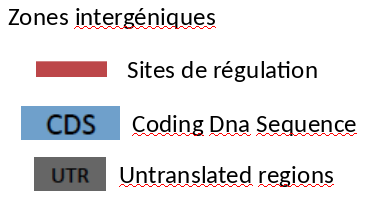 Zones intergéniques
Sites de régulation
CDS Coding Dna Sequence
UTR Untranslated regions